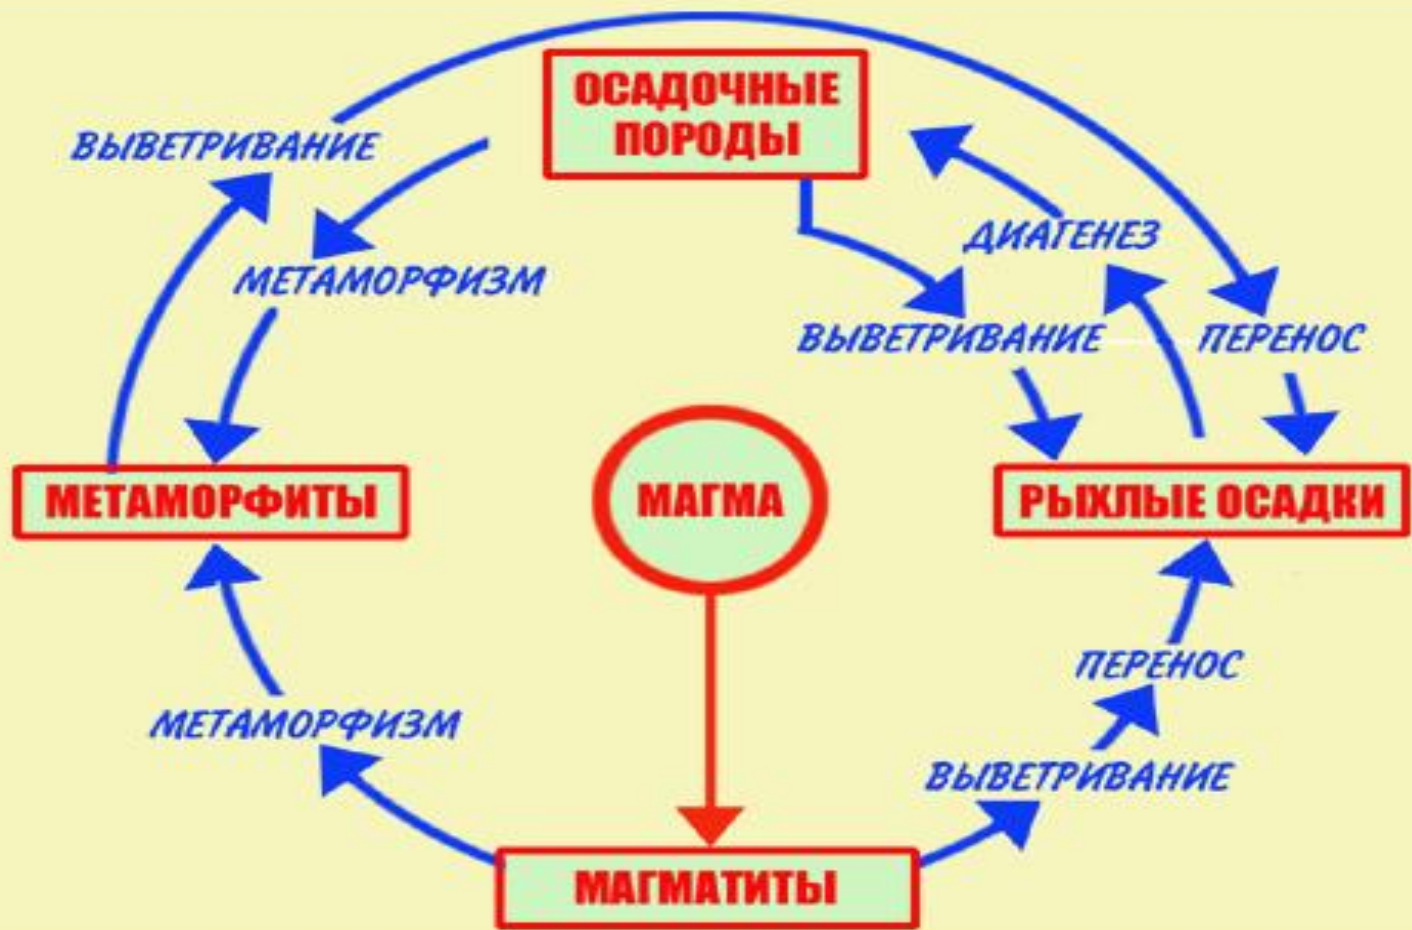 ОСАДОЧНЫЕ
ПОРОДЫ
ВЫВЕТРИВАНИЕ
ДИАГЕНЕЗ
МЕТАМОРФИЗМ
ВЫВЕТРИВАНИЕ
ПЕРЕНОС
МЕТАМОРФИТЫ
МАГМА
РЫХЛЫЕ ОСАДКИ
ПЕРЕНОС
МЕТАМОРФИЗМ
ВЫВЕТРИВАНИЕ
МАГМАТИТЫ